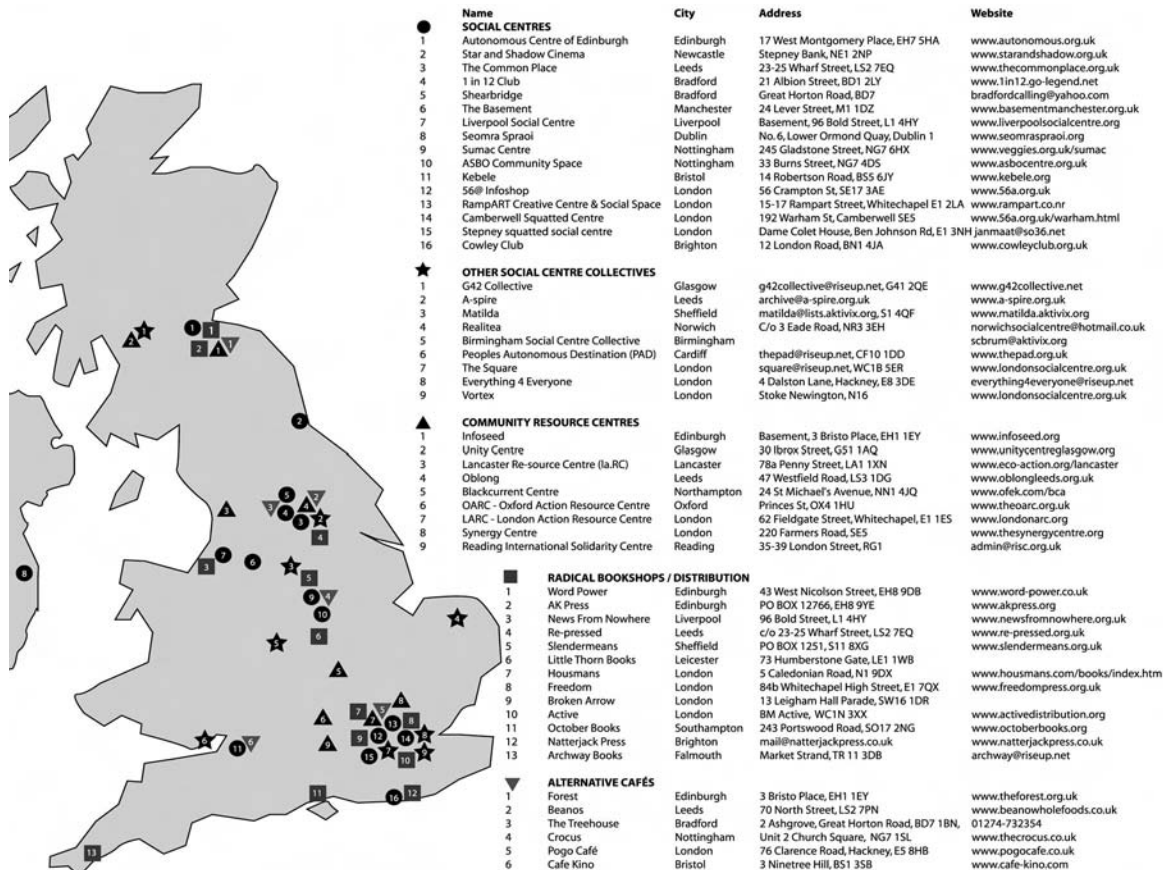 Name City Address Website
SOCIAL CENTRES
1 Autonomous Centre of Edinburgh Edinburgh 17 West Montgomery Place, EH7 5HA www.autonomous.org.uk
2 Star and Shadow Cinema Newcastle Stepney Bank, NE1 2NP www.starandshadow.org.uk
3 The Common Place Leeds 23-25 Wharf Street, LS2 7EQ www.thecommonplace.org.uk
4 1 in 12 Club Bradford 21 Albion Street, BD1 2LY www.1in12.go-legend.net
5 Shearbridge Bradford Great Horton Road, BD7 bradfordcalling@yahoo.com
6 The Basement Manchester 24 Lever Street, M1 1DZ www.basementmanchester.org.uk
7 Liverpool Social Centre Liverpool Basement, 96 Bold Street, L1 4HY www.liverpoolsocialcentre.org
8 Seomra Spraoi Dublin No. 6, Lower Ormond Quay, Dublin 1 www.seomraspraoi.org
9 Sumac Centre Nottingham 245 Gladstone Street, NG7 6HX www.veggies.org.uk/sumac
10 ASBO Community Space Nottingham 33 Burns Street, NG7 4DS www.asbocentre.org.uk
11 Kebele Bristol 14 Robertson Road, BS5 6JY www.kebele.org
12 56@ Infoshop London 56 Crampton St, SE17 3AE www.56a.org.uk
13 RampART Creative Centre & Social Space London 15-17 Rampart Street, Whitechapel E1 2LA www.rampart.co.nr
14 Camberwell Squatted Centre London 192 Warham St, Camberwell SE5 www.56a.org.uk/warham.html
15 Stepney squatted social centre London Dame Colet House, Ben Johnson Rd, E1 3NH janmaat@so36.net
16 Cowley Club Brighton 12 London Road, BN1 4JA www.cowleyclub.org.uk
OTHER SOCIAL CENTRE COLLECTIVES
1 G42 Collective Glasgow g42collective@riseup.net, G41 2QE www.g42collective.net
2 A-spire Leeds archive@a-spire.org.uk www.a-spire.org.uk
3 Matilda Sheffield matilda@lists.aktivix.org, S1 4QF www.matilda.aktivix.org
4 Realitea Norwich C/o 3 Eade Road, NR3 3EH norwichsocialcentre@hotmail.co.uk
5 Birmingham Social Centre Collective Birmingham scbrum@aktivix.org
6 Peoples Autonomous Destination (PAD) Cardiff thepad@riseup.net, CF10 1DD www.thepad.org.uk
7 The Square London square@riseup.net, WC1B 5ER www.londonsocialcentre.org.uk
8 Everything 4 Everyone London 4 Dalston Lane, Hackney, E8 3DE everything4everyone@riseup.net
9 Vortex London Stoke Newington, N16 www.londonsocialcentre.org.uk
COMMUNITY RESOURCE CENTRES
1 Infoseed Edinburgh Basement, 3 Bristo Place, EH1 1EY www.infoseed.org
2 Unity Centre Glasgow 30 Ibrox Street, G51 1AQ www.unitycentreglasgow.org
3 Lancaster Re-source Centre (la.RC) Lancaster 78a Penny Street, LA1 1XN www.eco-action.org/lancaster
4 Oblong Leeds 47 Westfield Road, LS3 1DG www.oblongleeds.org.uk
5 Blackcurrent Centre Northampton 24 St Michael's Avenue, NN1 4JQ www.ofek.com/bca
6 OARC - Oxford Action Resource Centre Oxford Princes St, OX4 1HU www.theoarc.org.uk
7 LARC - London Action Resource Centre London 62 Fieldgate Street, Whitechapel, E1 1ES www.londonarc.org
8 Synergy Centre London 220 Farmers Road, SE5 www.thesynergycentre.org
9 Reading International Solidarity Centre Reading 35-39 London Street, RG1 admin@risc.org.uk
RADICAL BOOKSHOPS / DISTRIBUTION
1 Word Power Edinburgh 43 West Nicolson Street, EH8 9DB www.word-power.co.uk
2 AK Press Edinburgh PO BOX 12766, EH8 9YE www.akpress.org
3 News From Nowhere Liverpool 96 Bold Street, L1 4HY www.newsfromnowhere.org.uk
4 Re-pressed Leeds c/o 23-25 Wharf Street, LS2 7EQ www.re-pressed.org.uk
5 Slendermeans Sheffield PO BOX 1251, S11 8XG www.slendermeans.org.uk
6 Little Thorn Books Leicester 73 Humberstone Gate, LE1 1WB
7 Housmans London 5 Caledonian Road, N1 9DX www.housmans.com/books/index.htm
8 Freedom London 84b Whitechapel High Street, E1 7QX www.freedompress.org.uk
9 Broken Arrow London 13 Leigham Hall Parade, SW16 1DR
10 Active London BM Active, WC1N 3XX www.activedistribution.org
11 October Books Southampton 243 Portswood Road, SO17 2NG www.octoberbooks.org
12 Natterjack Press Brighton mail@natterjackpress.co.uk www.natterjackpress.co.uk
13 Archway Books Falmouth Market Strand, TR 11 3DB archway@riseup.net
ALTERNATIVE CAFÉS
1 Forest Edinburgh 3 Bristo Place, EH1 1EY www.theforest.org.uk
2 Beanos Leeds 70 North Street, LS2 7PN www.beanowholefoods.co.uk
3 The Treehouse Bradford 2 Ashgrove, Great Horton Road, BD7 1BN, 01274-732354
4 Crocus Nottingham Unit 2 Church Square, NG7 1SL www.thecrocus.co.uk
5 Pogo Café London 76 Clarence Road, Hackney, E5 8HB www.pogocafe.co.uk
6 Cafe Kino Bristol 3 Ninetree Hill, BS1 3SB www.cafe-kino.com